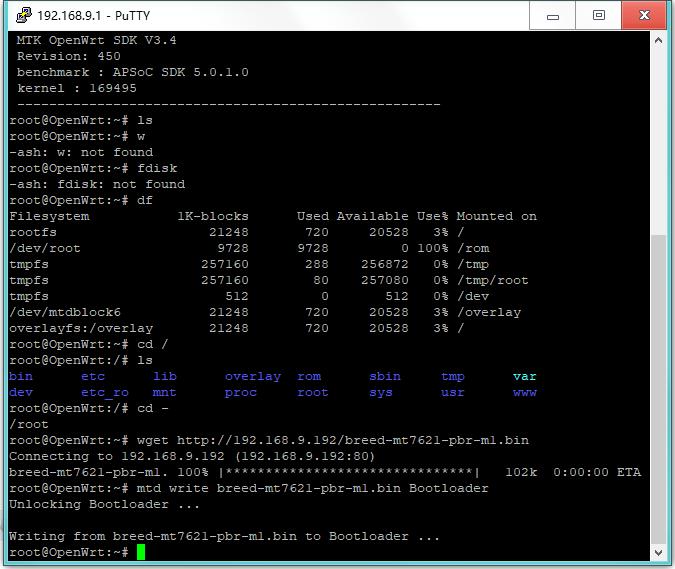 192.168.9.1 - PuTTY
MTK OpenWrt SDK V3.4
Revision: 450
benchmark : APSoC SDK 5.0.1.0
kernel : 169495
-----------------------------------------------------
root@OpenWrt:~# ls
root@OpenWrt:~# w
-ash: w: not found
root@OpenWrt:~# fdisk
-ash: fdisk: not found
root@OpenWrt:~# df
Filesystem           1K-blocks      Used Available Use% Mounted on
rootfs                   21248       720     20528   3% /
/dev/root                 9728      9728         0 100% /rom
tmpfs                   257160       288    256872   0% /tmp
tmpfs                   257160        80    257080   0% /tmp/root
tmpfs                      512         0       512   0% /dev
/dev/mtdblock6           21248       720     20528   3% /overlay
overlayfs:/overlay       21248       720     20528   3% /
root@OpenWrt:~# cd /
root@OpenWrt:/# ls
bin      etc      lib      overlay  rom      sbin     tmp      var
dev      etc_ro   mnt      proc     root     sys      usr      www
root@OpenWrt:/# cd -
/root
root@OpenWrt:~# wget http://192.168.9.192/breed-mt7621-pbr-m1.bin
Connecting to 192.168.9.192 (192.168.9.192:80)
breed-mt7621-pbr-m1. 100% |*******************************|   102k  0:00:00 ETA
root@OpenWrt:~# mtd write breed-mt7621-pbr-m1.bin Bootloader
Unlocking Bootloader ...
Writing from breed-mt7621-pbr-m1.bin to Bootloader ...
root@OpenWrt:~#